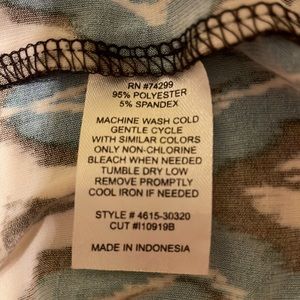 RN #74299
95% POLYESTER
5% SPANDEX
MACHINE WASH COLD
GENTLE CYCLE
WITH SIMILAR COLORS
ONLY NON-CHLORINE
BLEACH WHEN NEEDED
TUMBLE DRY LOW
REMOVE PROMPTLY
COOL IRON IF NEEDED
STYLE # 4615-30320
CUT #I10919B
MADE IN INDONESIA